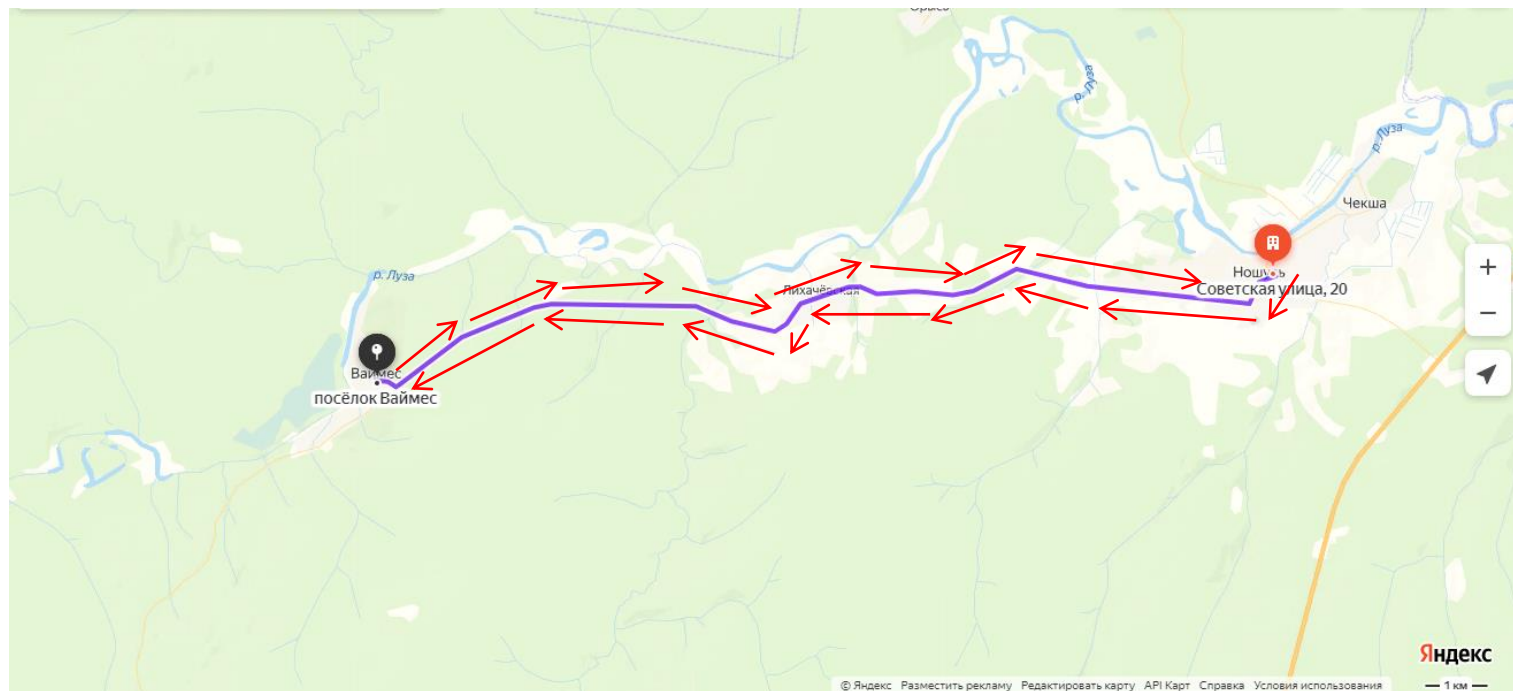 р. Луза
р. Луза
Чекша
р. Луза
Ношуль
Советская улица, 20
Лихачёвская
Ваймес
посёлок Ваймес
Яндекс
© Яндекс Разместить рекламу Редактировать карту API Карт Справка Условия использования 1 км